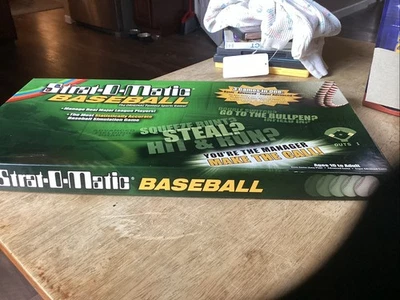 Strat-O-Matic
BASEBALL
• Manage Real Major League Players!
• The Most Statistically Accurate
Baseball Simulation Game
GO TO THE BULLPEN?
SQUEEZE BUNT?
STEAL?
HIT & RUN?
YOU'RE THE MANAGER
MAKE THE CALL!
OUTS 1
Ages 10 to Adult
Strat-O-Matic® BASEBALL